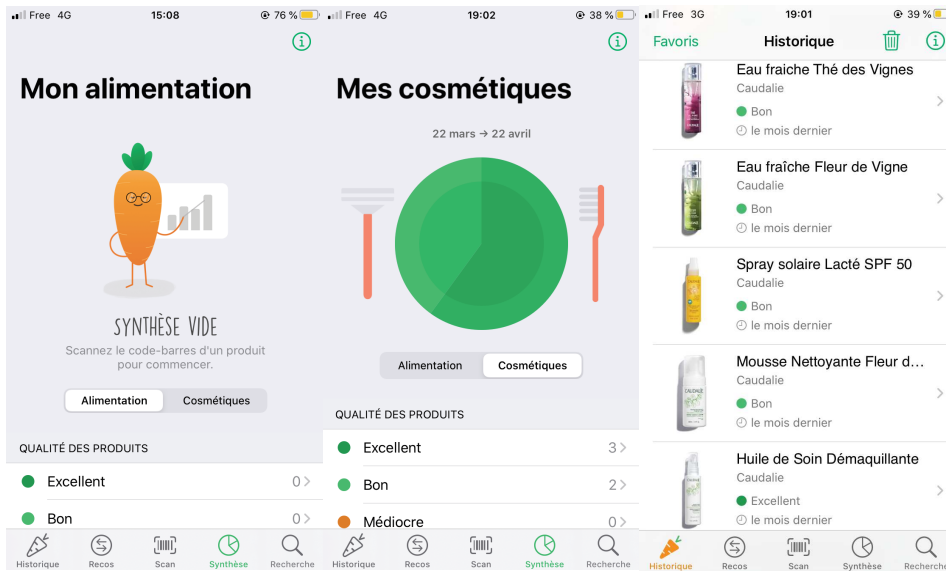 Free 4G 15:08 76 %
Mon alimentation
SYNTHÈSE VIDE
Scannez le code-barres d'un produit
pour commencer.
Alimentation Cosmétiques
QUALITÉ DES PRODUITS
Excellent 0
Bon 0
Historique Recos Scan Synthèse Recherche
Free 4G 19:02 38 %
Mes cosmétiques
22 mars → 22 avril
Alimentation Cosmétiques
QUALITÉ DES PRODUITS
Excellent 3
Bon 2
Médiocre 0
Historique Recos Scan Synthèse Recherche
Free 3G 19:01 39 %
Favoris Historique
Eau fraiche Thé des Vignes
Caudalie
Bon
le mois dernier
Eau fraîche Fleur de Vigne
Caudalie
Bon
le mois dernier
Spray solaire Lacté SPF 50
Caudalie
Bon
le mois dernier
Mousse Nettoyante Fleur d…
Caudalie
Bon
le mois dernier
Huile de Soin Démaquillante
Caudalie
Excellent
le mois dernier
Historique Recos Scan Synthèse Recherche